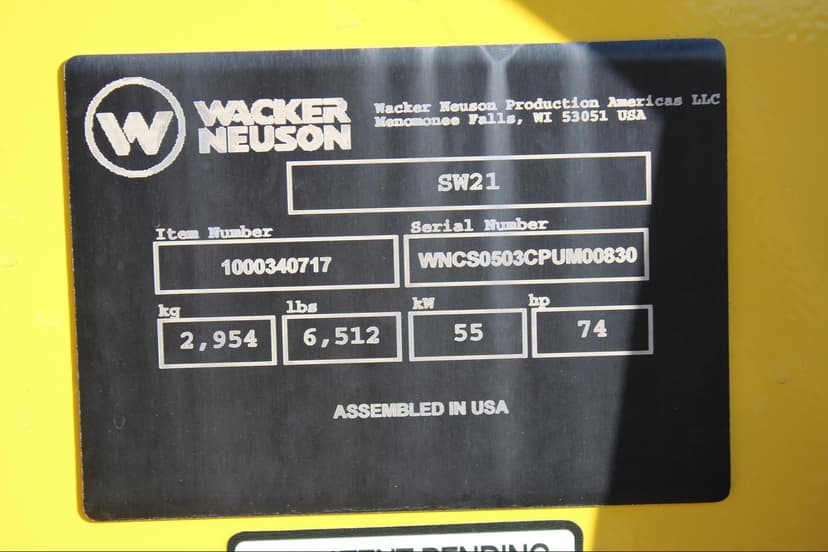 W
WACKER
NEUSON
Wacker Neuson Production Americas LLC
Menomonee Falls, WI 53051 USA
SW21
Item Number
1000340717
Serial Number
WNCS0503CPUM00830
kg
2,954
lbs
6,512
kW
55
hp
74
ASSEMBLED IN USA
PENDING